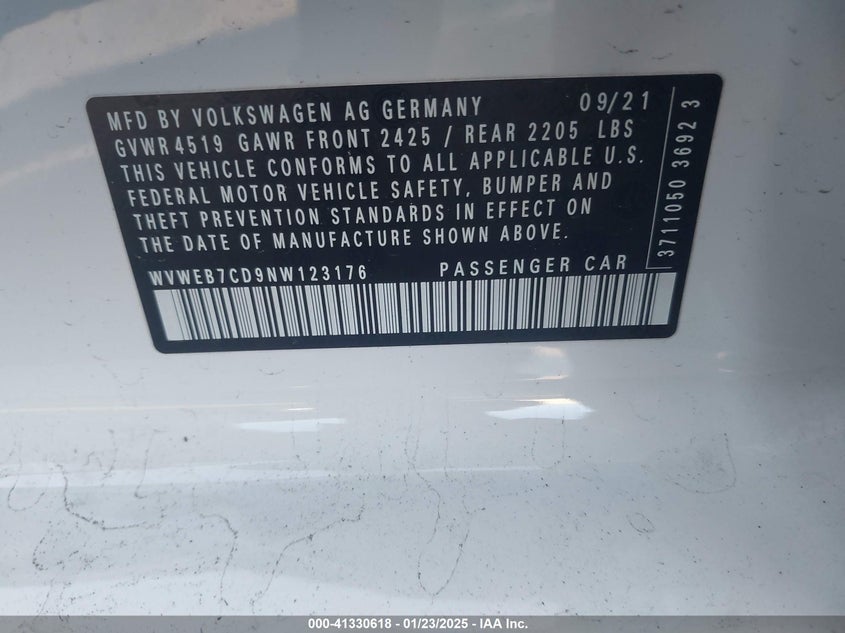 MFD BY VOLKSWAGEN AG GERMANY 09/21
GVWR 4519 GAWR FRONT 2425 / REAR 2205 LBS
THIS VEHICLE CONFORMS TO ALL APPLICABLE U.S.
FEDERAL MOTOR VEHICLE SAFETY, BUMPER AND
THEFT PREVENTION STANDARDS IN EFFECT ON
THE DATE OF MANUFACTURE SHOWN ABOVE.
WVWEB7CD9NW123176 PASSENGER CAR
3711050 3692 3
000-41330618 - 01/23/2025 - IAA Inc.